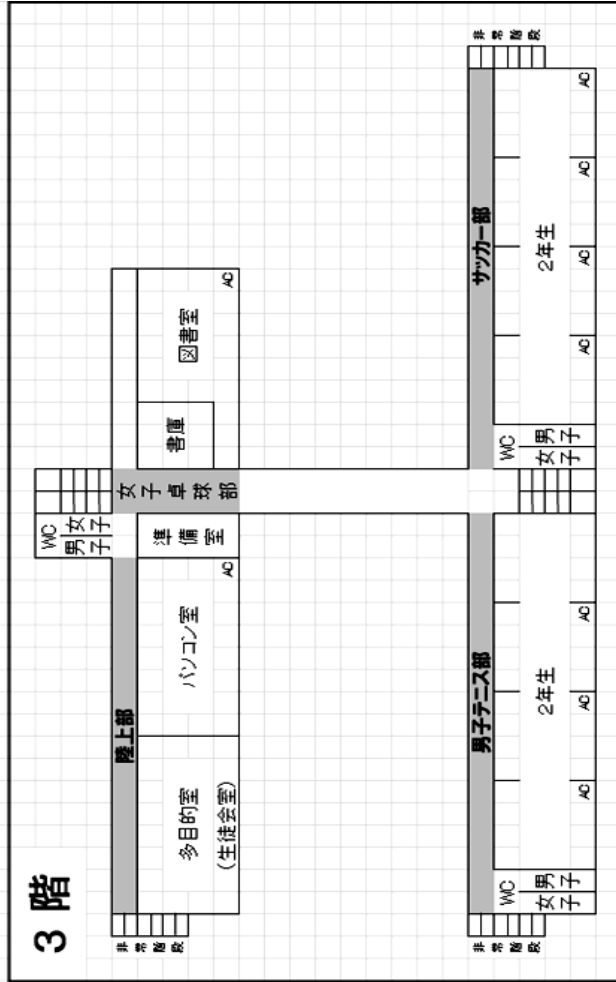 3階
WC
男子
女子
非常階段
陸上部
女子卓球部
多目的室
(生徒会室)
パソコン室
AC
準備室
書庫
図書室
AC
非常階段
男子テニス部
サッカー部
非常階段
WC
女子
男子
2年生
AC
AC
AC
WC
女子
男子
2年生
AC
AC
AC
AC